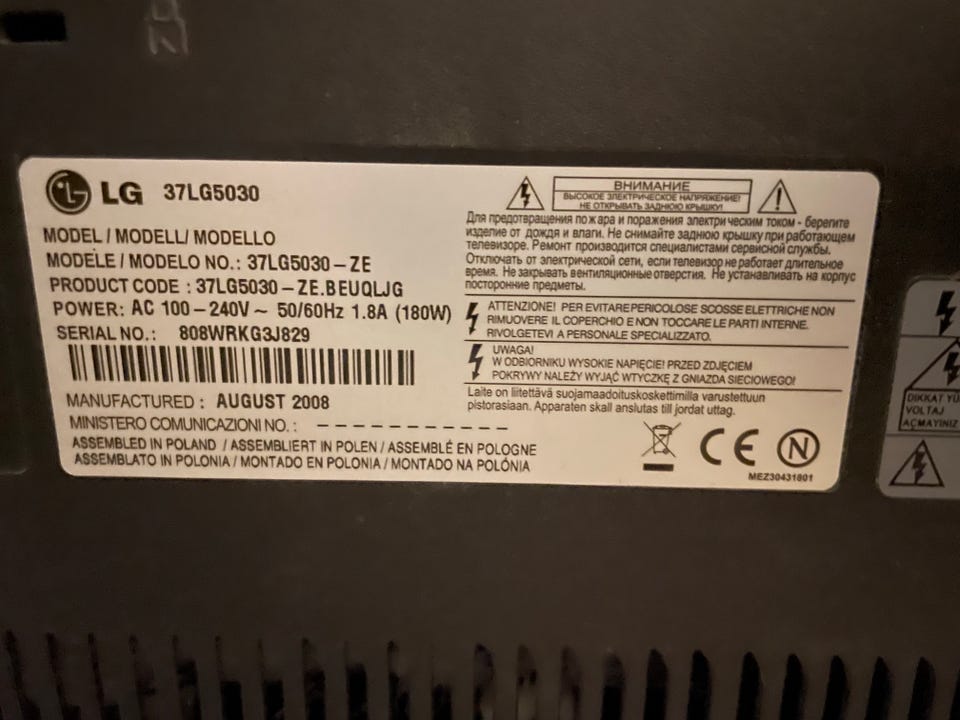 LG 37LG5030
MODEL / MODELL/ MODELLO
MODELE / MODELO NO.: 37LG5030-ZE
PRODUCT CODE : 37LG5030-ZE.BEUQLJG
POWER: AC 100-240V ~ 50/60Hz 1.8A (180W)
SERIAL NO.: 808WRKG3J829
MANUFACTURED : AUGUST 2008
MINISTERO COMUNICAZIONI NO. : – – – – – – – – – – –
ASSEMBLED IN POLAND / ASSEMBLIERT IN POLEN / ASSEMBLÉ EN POLOGNE
ASSEMBLATO IN POLONIA / MONTADO EN POLONIA / MONTADO NA POLÓNIA
ВНИМАНИЕ
ВЫСОКОЕ ЭЛЕКТРИЧЕСКОЕ НАПРЯЖЕНИЕ!
НЕ ОТКРЫВАТЬ ЗАДНЮЮ КРЫШКУ!
Для предотвращения пожара и поражения электрическим током - берегите
изделие от дождя и влаги. Не снимайте заднюю крышку при работающем
телевизоре. Ремонт производится специалистами сервисной службы.
Отключать от электрической сети, если телевизор не работает длительное
время. Не закрывать вентиляционные отверстия. Не устанавливать на корпус
посторонние предметы.
ATTENZIONE! PER EVITARE PERICOLOSE SCOSSE ELETTRICHE NON
RIMUOVERE IL COPERCHIO E NON TOCCARE LE PARTI INTERNE.
RIVOLGETEVI A PERSONALE SPECIALIZZATO.
UWAGA!
W ODBIORNIKU WYSOKIE NAPIĘCIE! PRZED ZDJĘCIEM
POKRYWY NALEŻY WYJĄĆ WTYCZKĘ Z GNIAZDA SIECIOWEGO!
Laite on liitettävä suojamaadoituskoskettimilla varustettuun
pistorasiaan. Apparaten skall anslutas till jordat uttag.
CE N
MEZ30431801
DIKKAT YÜ
VOLTAJ
AÇMAYINIZ